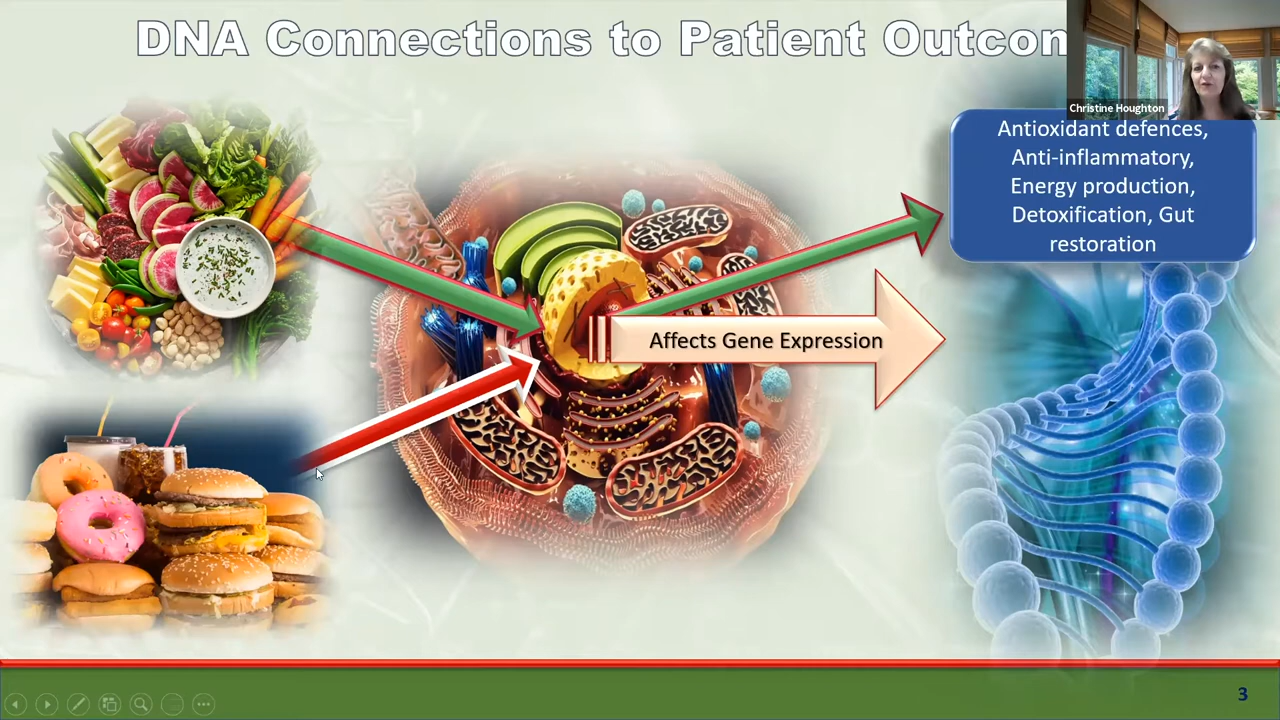 DNA Connections to Patient Outcom
Christine Houghton
Antioxidant defences,
Anti-inflammatory,
Energy production,
Detoxification, Gut
restoration
Affects Gene Expression
3